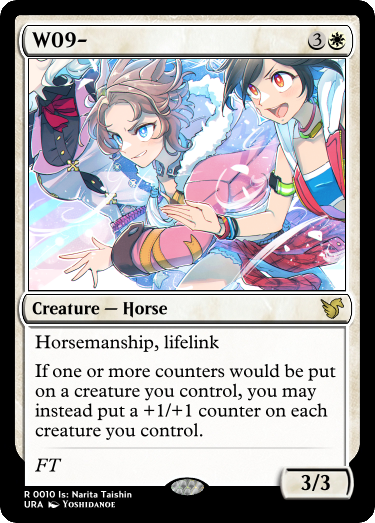 W09-
3
Creature — Horse
Horsemanship, lifelink
If one or more counters would be put
on a creature you control, you may
instead put a +1/+1 counter on each
creature you control.
FT
3/3
R 0010 Is: Narita Taishin
URA Yoshidanoe